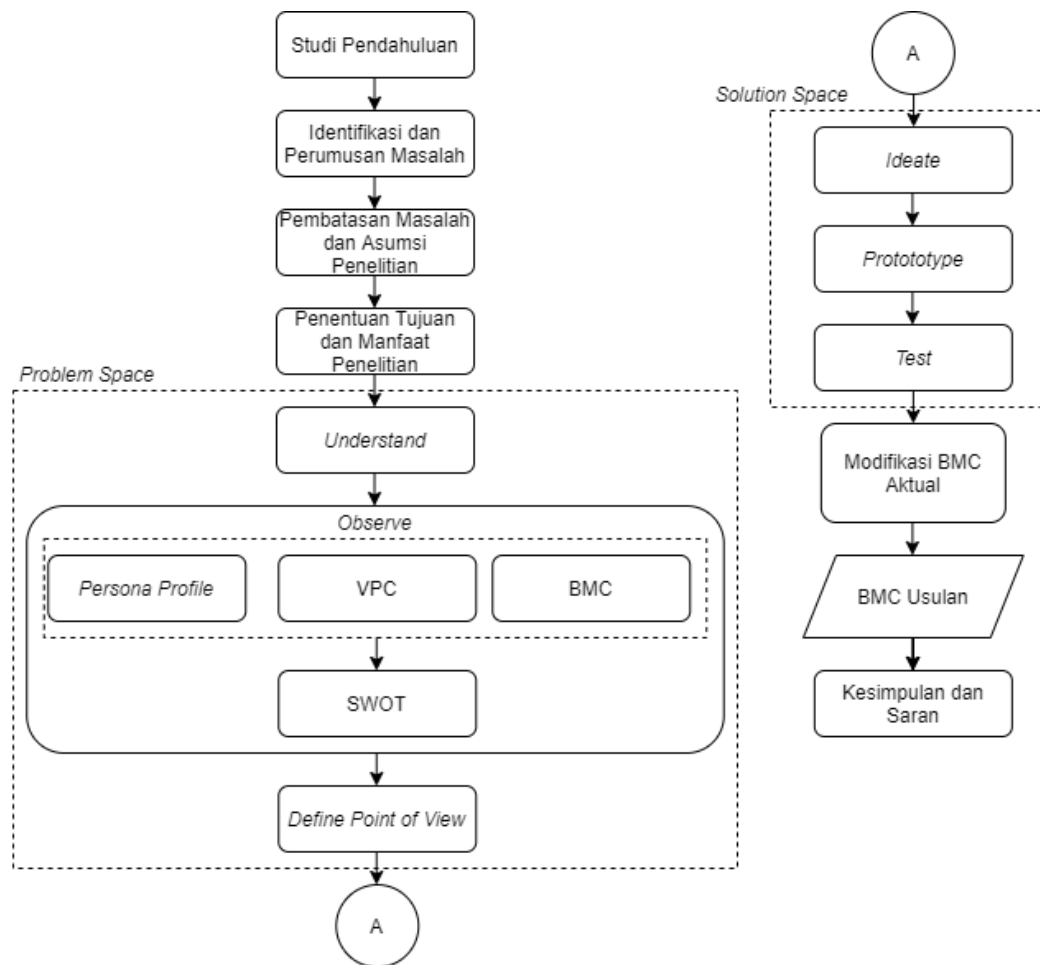 Studi Pendahuluan
Identifikasi dan
Perumusan Masalah
Pembatasan Masalah
dan Asumsi
Penelitian
Penentuan Tujuan
dan Manfaat
Penelitian
Problem Space
Understand
Observe
Persona Profile
VPC
BMC
SWOT
Define Point of View
A
A
Solution Space
Ideate
Protototype
Test
Modifikasi BMC
Aktual
BMC Usulan
Kesimpulan dan
Saran